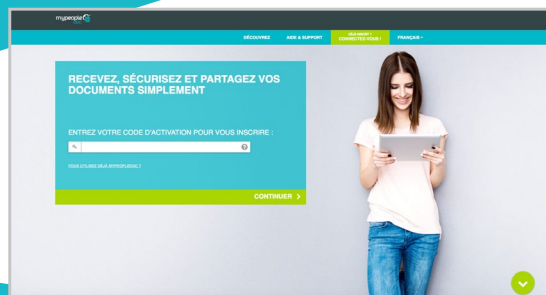 mypeople
DÉCOUVREZ
AIDE & SUPPORT
DÉJÀ INSCRIT ?
CONNECTEZ-VOUS !
FRANÇAIS
RECEVEZ, SÉCURISEZ ET PARTAGEZ VOS
DOCUMENTS SIMPLEMENT
ENTREZ VOTRE CODE D'ACTIVATION POUR VOUS INSCRIRE :
VOUS UTILISEZ DÉJÀ MYPEOPLEDOC ?
CONTINUER